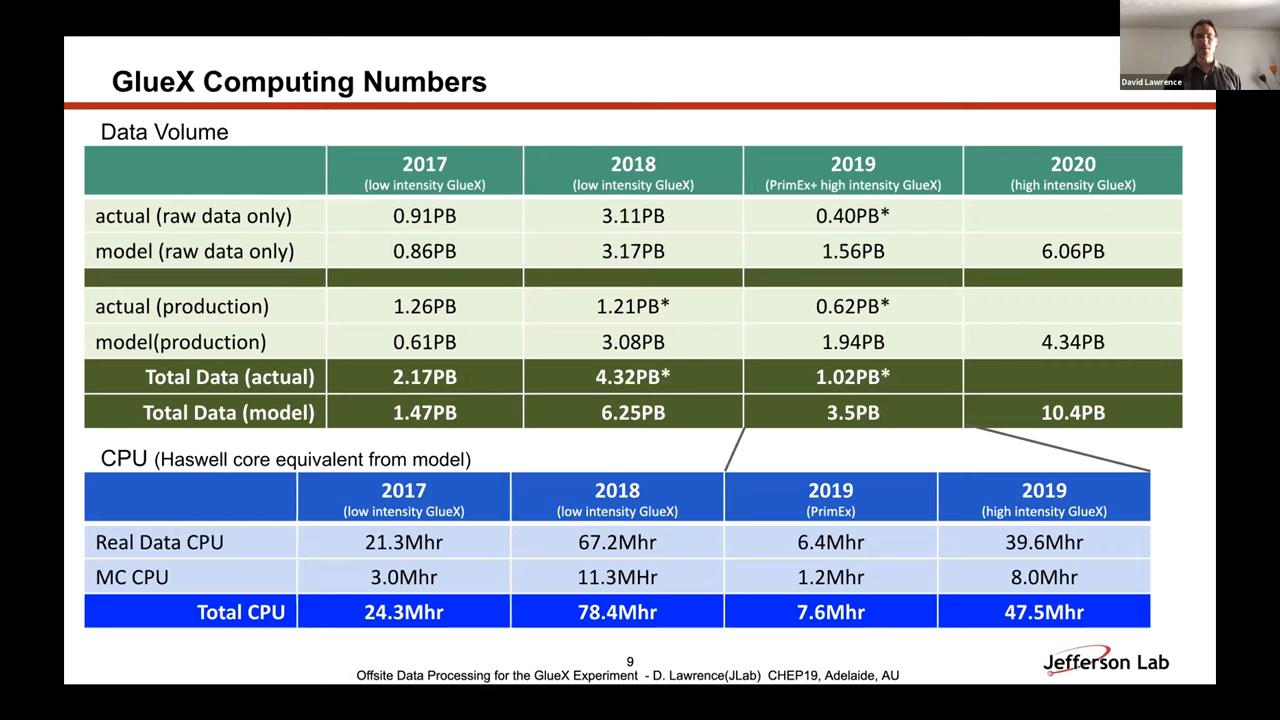 David Lawrence
GlueX Computing Numbers
Data Volume
2017 2018 2019 2020
(low intensity GlueX) (low intensity GlueX) (PrimEx+ high intensity GlueX) (high intensity GlueX)
actual (raw data only) 0.91PB 3.11PB 0.40PB*
model (raw data only) 0.86PB 3.17PB 1.56PB 6.06PB
actual (production) 1.26PB 1.21PB* 0.62PB*
model(production) 0.61PB 3.08PB 1.94PB 4.34PB
Total Data (actual) 2.17PB 4.32PB* 1.02PB*
Total Data (model) 1.47PB 6.25PB 3.5PB 10.4PB
CPU (Haswell core equivalent from model)
2017 2018 2019 2019
(low intensity GlueX) (low intensity GlueX) (PrimEx) (high intensity GlueX)
Real Data CPU 21.3Mhr 67.2Mhr 6.4Mhr 39.6Mhr
MC CPU 3.0Mhr 11.3MHr 1.2Mhr 8.0Mhr
Total CPU 24.3Mhr 78.4Mhr 7.6Mhr 47.5Mhr
9
Offsite Data Processing for the GlueX Experiment - D. Lawrence(JLab) CHEP19, Adelaide, AU
Jefferson Lab